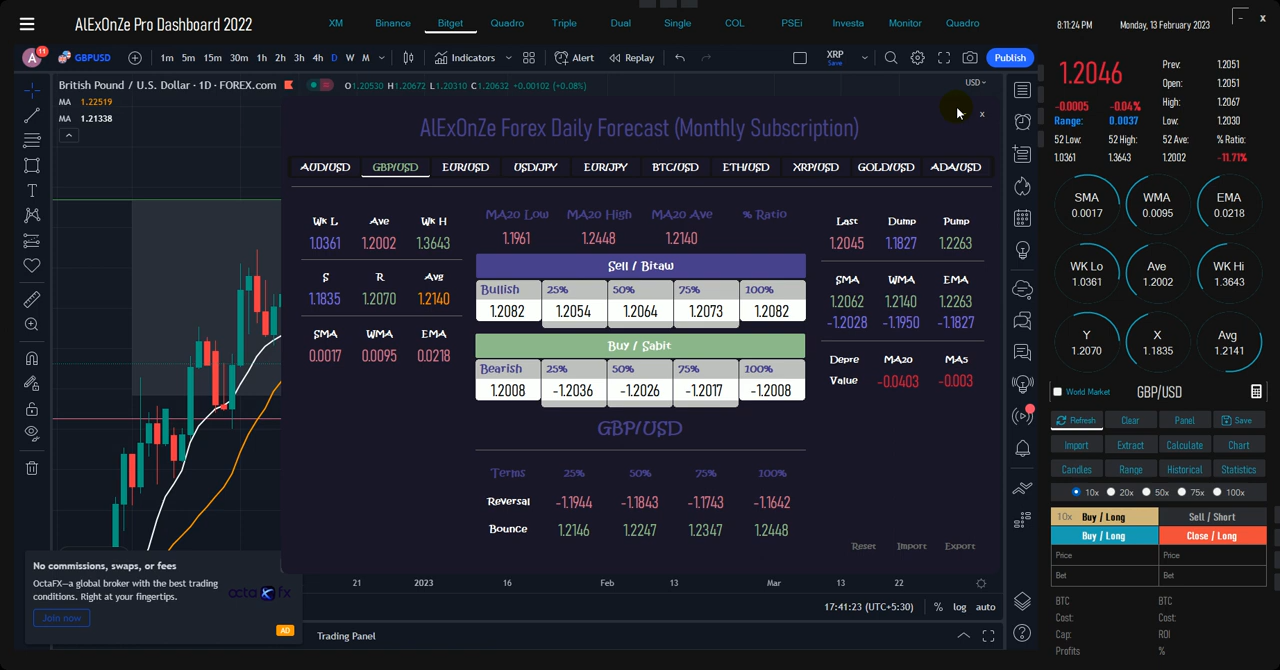 AlExOnZe Pro Dashboard 2022
XM Binance Bitget Quadro Triple Dual Single COL PSEi Investa Monitor Quadro
8:11:24 PM Monday, 13 February 2023
– x
A 11 GBPUSD 1m 5m 15m 30m 1h 2h 3h 4h D W M Indicators Alert Replay XRP Save Publish
British Pound / U.S. Dollar · 1D · FOREX.com O1.20530 H1.20672 L1.20310 C1.20632 +0.00102 (+0.08%) USD
MA 1.22519
MA 1.21338
x
AlExOnZe Forex Daily Forecast (Monthly Subscription)
AUD/USD GBP/USD EUR/USD USD/JPY EUR/JPY BTC/USD ETH/USD XRP/USD GOLD/USD ADA/USD
Wk L Ave Wk H
1.0361 1.2002 1.3643
S R Avg
1.1835 1.2070 1.2140
SMA WMA EMA
0.0017 0.0095 0.0218
MA20 Low MA20 High MA20 Ave % Ratio
1.1961 1.2448 1.2140
Sell / Bitaw
Bullish 25% 50% 75% 100%
1.2082 1.2054 1.2064 1.2073 1.2082
Buy / Sabit
Bearish 25% 50% 75% 100%
1.2008 -1.2036 -1.2026 -1.2017 -1.2008
GBP/USD
Terms 25% 50% 75% 100%
Reversal -1.1944 -1.1843 -1.1743 -1.1642
Bounce 1.2146 1.2247 1.2347 1.2448
Last Dump Pump
1.2045 1.1827 1.2263
SMA WMA EMA
1.2062 1.2140 1.2263
-1.2028 -1.1950 -1.1827
Depre MA20 MA5
Value -0.0403 -0.003
Reset Import Export
No commissions, swaps, or fees
OctaFX—a global broker with the best trading
conditions. Right at your fingertips.
octa fx
Join now
AD
21 2023 16 Feb 13 Mar 13 22
17:41:23 (UTC+5:30) % log auto
Trading Panel
1.2046
-0.0005 -0.04%
Range: 0.0037
Prev: 1.2051
Open: 1.2051
High: 1.2067
Low: 1.2030
52 Low: 52 High: 52 Ave: % Ratio:
1.0361 1.3643 1.2002 -11.71%
SMA WMA EMA
0.0017 0.0095 0.0218
WK Lo Ave WK Hi
1.0361 1.2002 1.3643
Y X Avg
1.2070 1.1835 1.2141
World Market GBP/USD
Refresh Clear Panel Save
Import Extract Calculate Chart
Candles Range Historical Statistics
10x 20x 50x 75x 100x
10x Buy / Long Sell / Short
Buy / Long Close / Long
Price Price
Bet Bet
BTC BTC
Cost: Cost:
Cap: ROI
Profits %